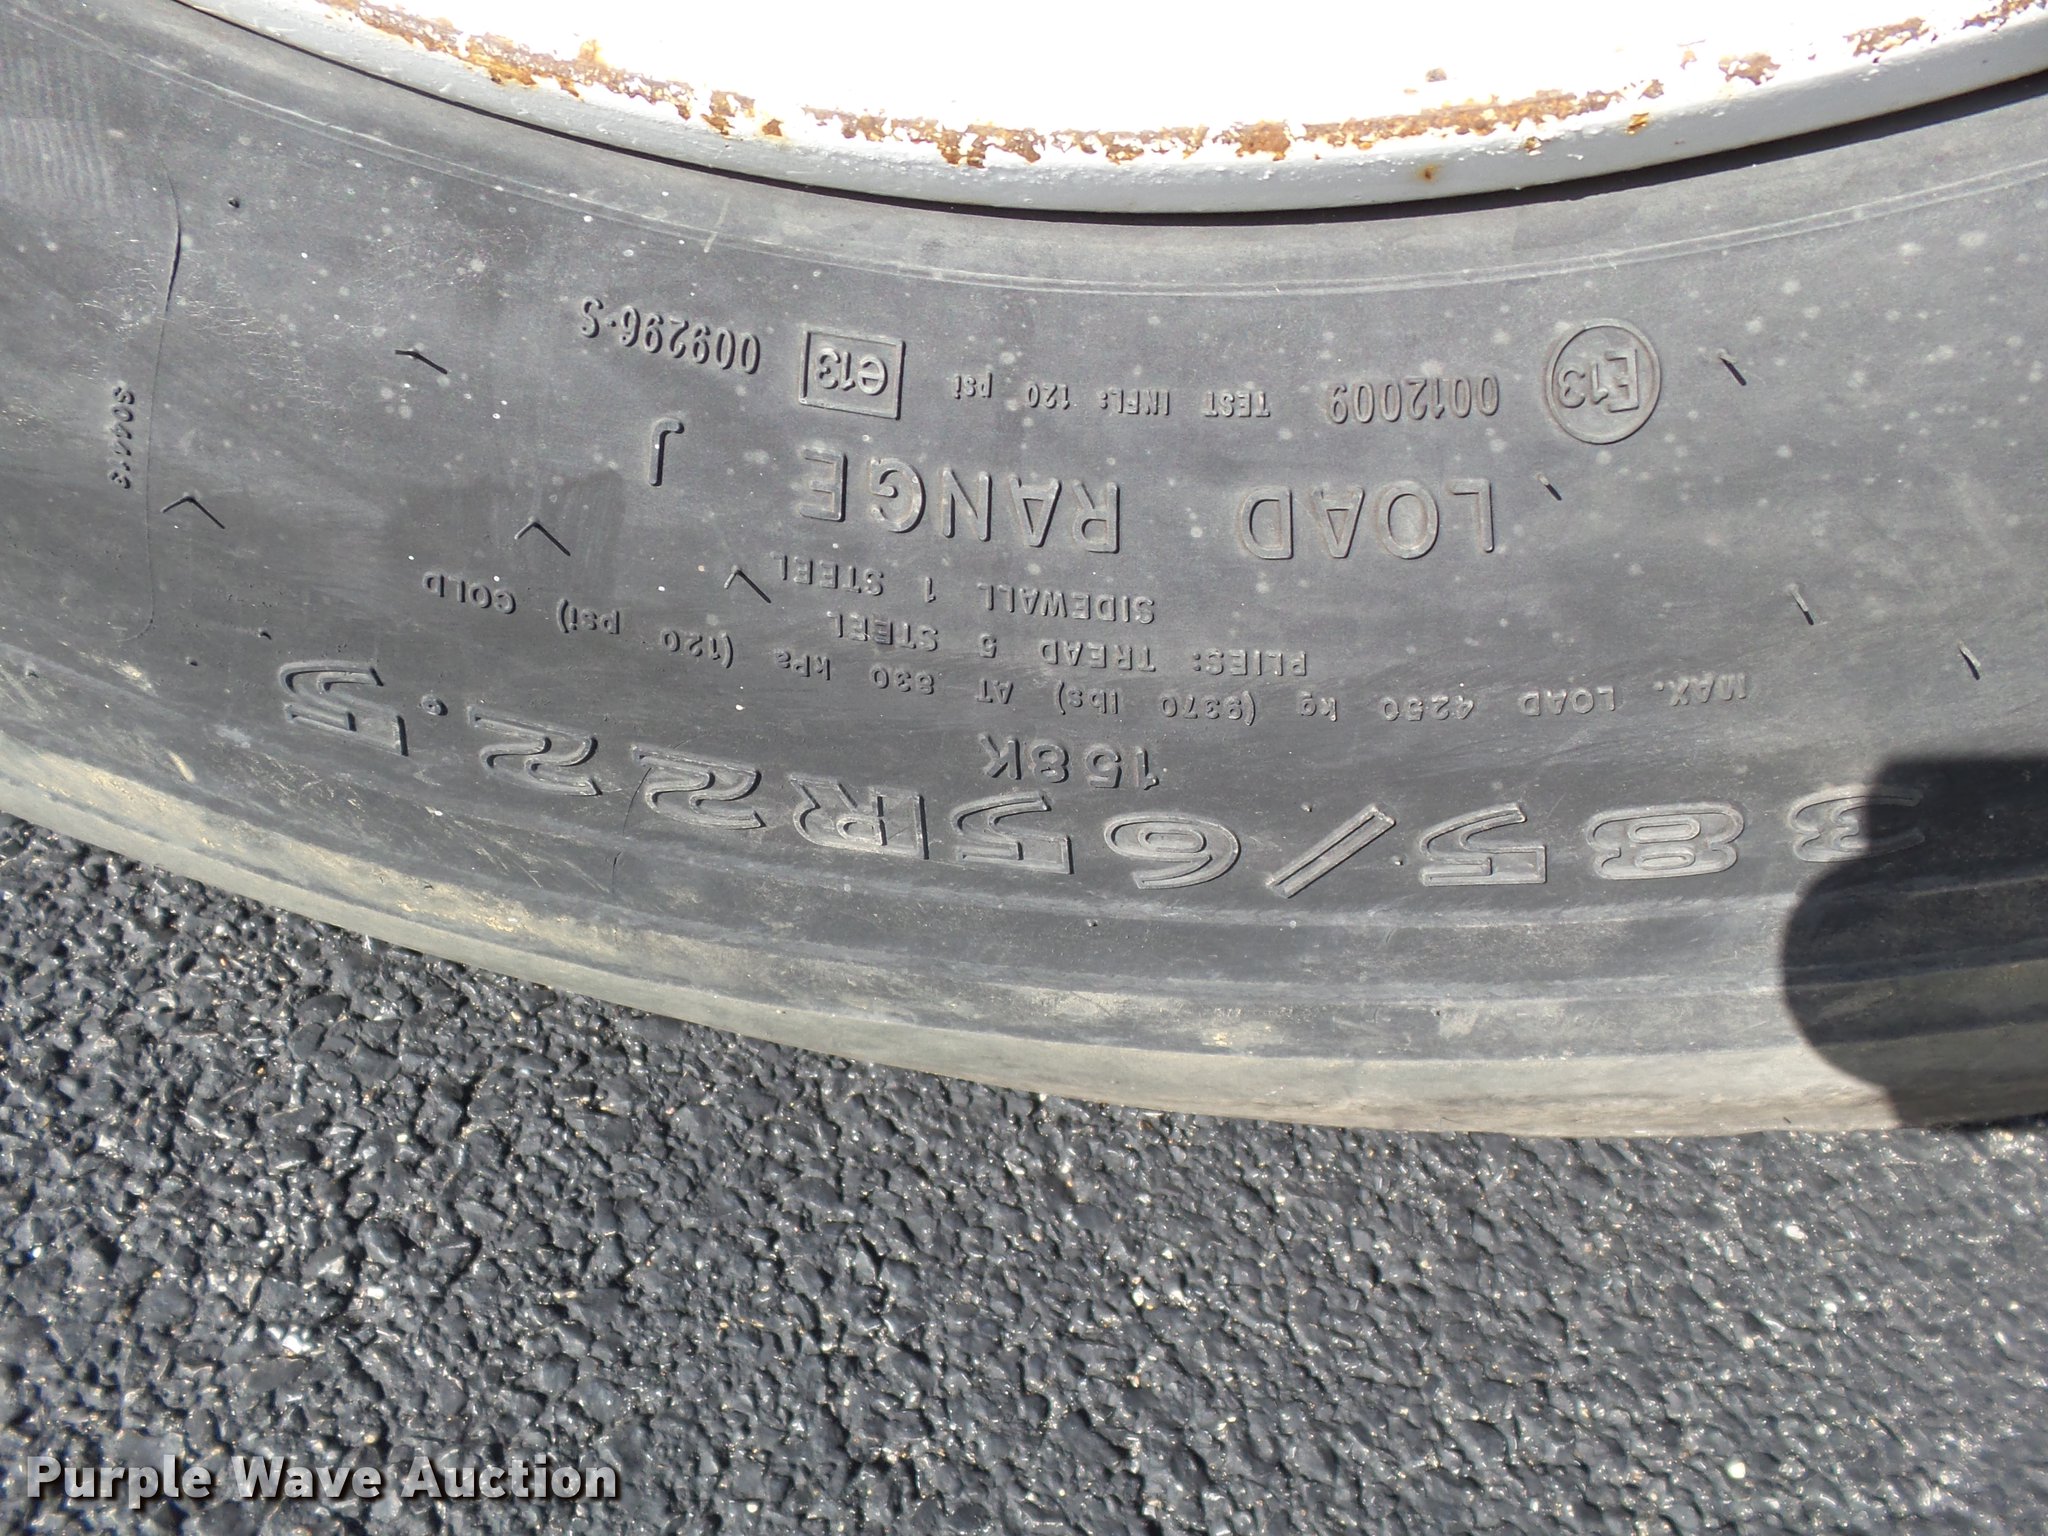 385/65R22.5
158K
MAX. LOAD 4250 kg (9370 lbs) AT 830 kPa (120 psi) COLD
PLIES: TREAD 5 STEEL
SIDEWALL 1 STEEL
LOAD RANGE J
E13 0012009 TEST INFL: 120 psi e13 009296-S
S04413
Purple Wave Auction